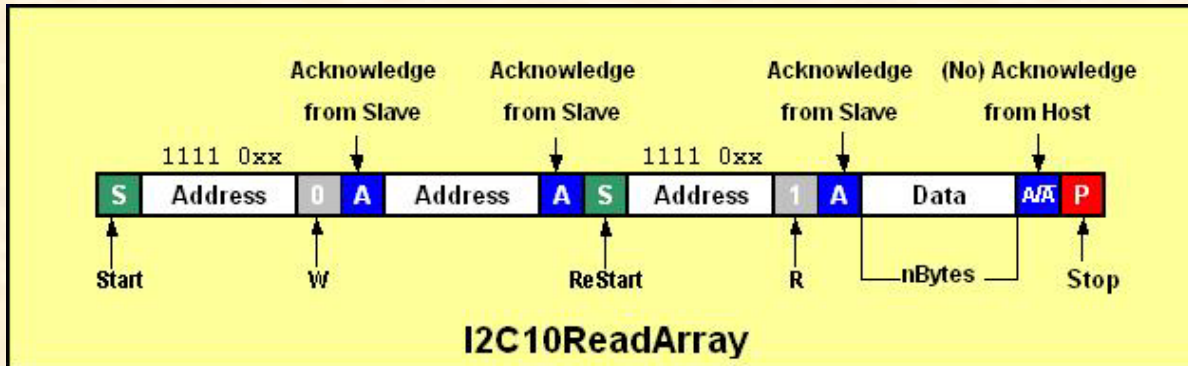 Acknowledge Acknowledge Acknowledge (No) Acknowledge
from Slave from Slave from Slave from Host
1111 0xx 1111 0xx
S Address 0 A Address A S Address 1 A Data A/A̅ P
Start W ReStart R nBytes Stop
I2C10ReadArray